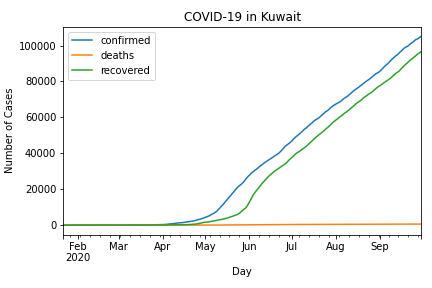 COVID-19 in Kuwait
confirmed
deaths
recovered
Number of Cases
100000
80000
60000
40000
20000
0
Feb Mar Apr May Jun Jul Aug Sep
2020
Day